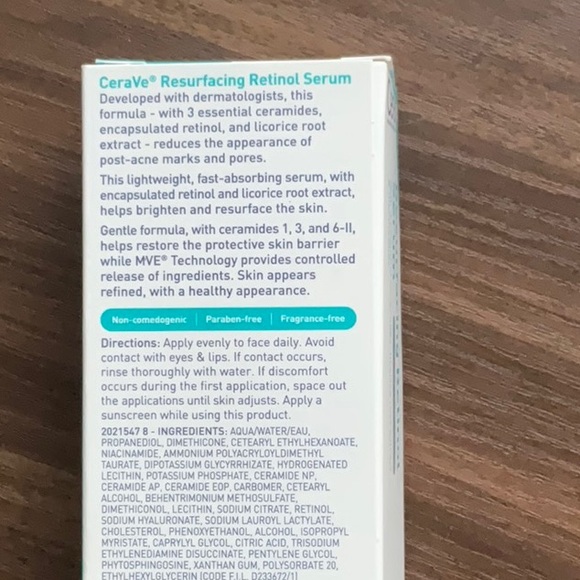 CeraVe® Resurfacing Retinol Serum
Developed with dermatologists, this
formula - with 3 essential ceramides,
encapsulated retinol, and licorice root
extract - reduces the appearance of
post-acne marks and pores.
This lightweight, fast-absorbing serum, with
encapsulated retinol and licorice root extract,
helps brighten and resurface the skin.
Gentle formula, with ceramides 1, 3, and 6-II,
helps restore the protective skin barrier
while MVE® Technology provides controlled
release of ingredients. Skin appears
refined, with a healthy appearance.
Non-comedogenic | Paraben-free | Fragrance-free
Directions: Apply evenly to face daily. Avoid
contact with eyes & lips. If contact occurs,
rinse thoroughly with water. If discomfort
occurs during the first application, space out
the applications until skin adjusts. Apply a
sunscreen while using this product.
2021547 8 - INGREDIENTS: AQUA/WATER/EAU,
PROPANEDIOL, DIMETHICONE, CETEARYL ETHYLHEXANOATE,
NIACINAMIDE, AMMONIUM POLYACRYLOYLDIMETHYL
TAURATE, DIPOTASSIUM GLYCYRRHIZATE, HYDROGENATED
LECITHIN, POTASSIUM PHOSPHATE, CERAMIDE NP,
CERAMIDE AP, CERAMIDE EOP, CARBOMER, CETEARYL
ALCOHOL, BEHENTRIMONIUM METHOSULFATE,
DIMETHICONOL, LECITHIN, SODIUM CITRATE, RETINOL,
SODIUM HYALURONATE, SODIUM LAUROYL LACTYLATE,
CHOLESTEROL, PHENOXYETHANOL, ALCOHOL, ISOPROPYL
MYRISTATE, CAPRYLYL GLYCOL, CITRIC ACID, TRISODIUM
ETHYLENEDIAMINE DISUCCINATE, PENTYLENE GLYCOL,
PHYTOSPHINGOSINE, XANTHAN GUM, POLYSORBATE 20,
ETHYLHEXYLGLYCERIN [CODE F.I.L. D233672/1]